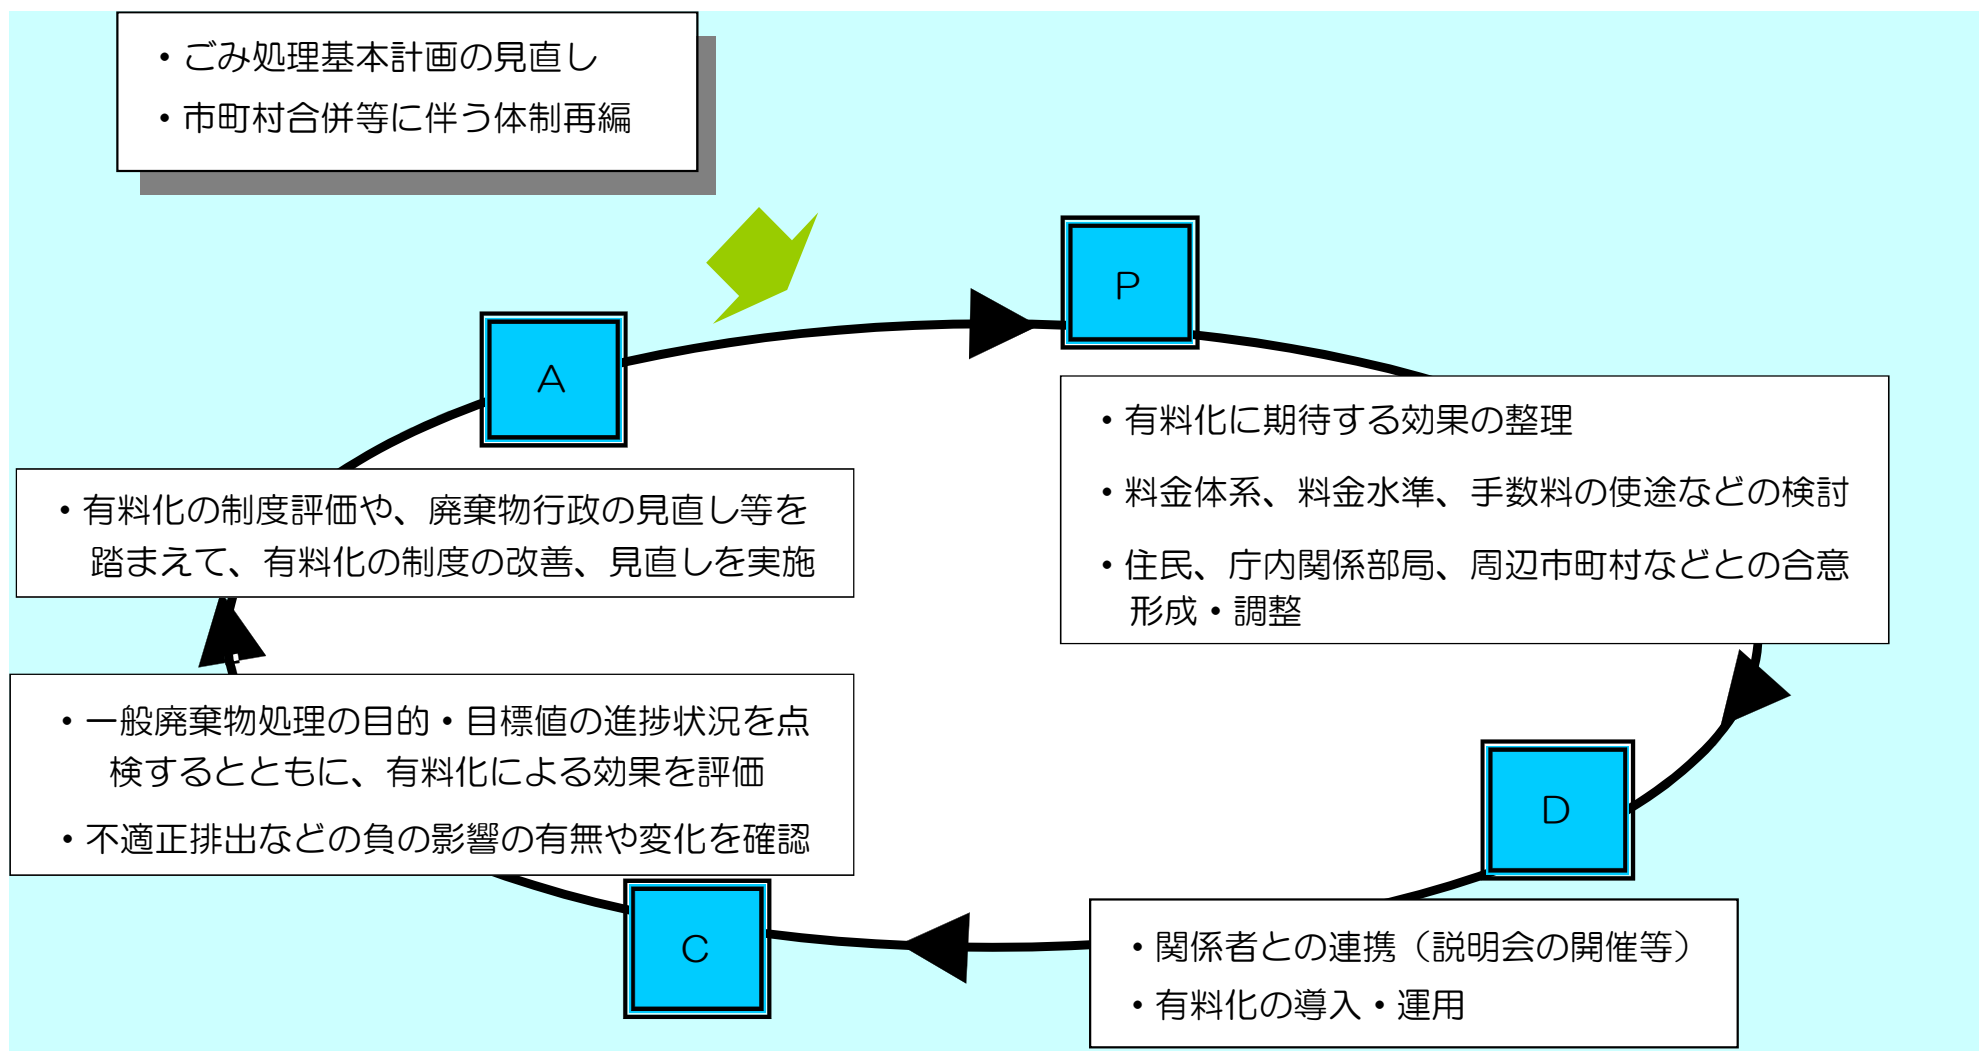 ・ごみ処理基本計画の見直し
・市町村合併等に伴う体制再編
P
A
・有料化に期待する効果の整理
・料金体系、料金水準、手数料の使途などの検討
・住民、庁内関係部局、周辺市町村などとの合意
形成・調整
・有料化の制度評価や、廃棄物行政の見直し等を
踏まえて、有料化の制度の改善、見直しを実施
・一般廃棄物処理の目的・目標値の進捗状況を点
検するとともに、有料化による効果を評価
・不適正排出などの負の影響の有無や変化を確認
D
C
・関係者との連携（説明会の開催等）
・有料化の導入・運用